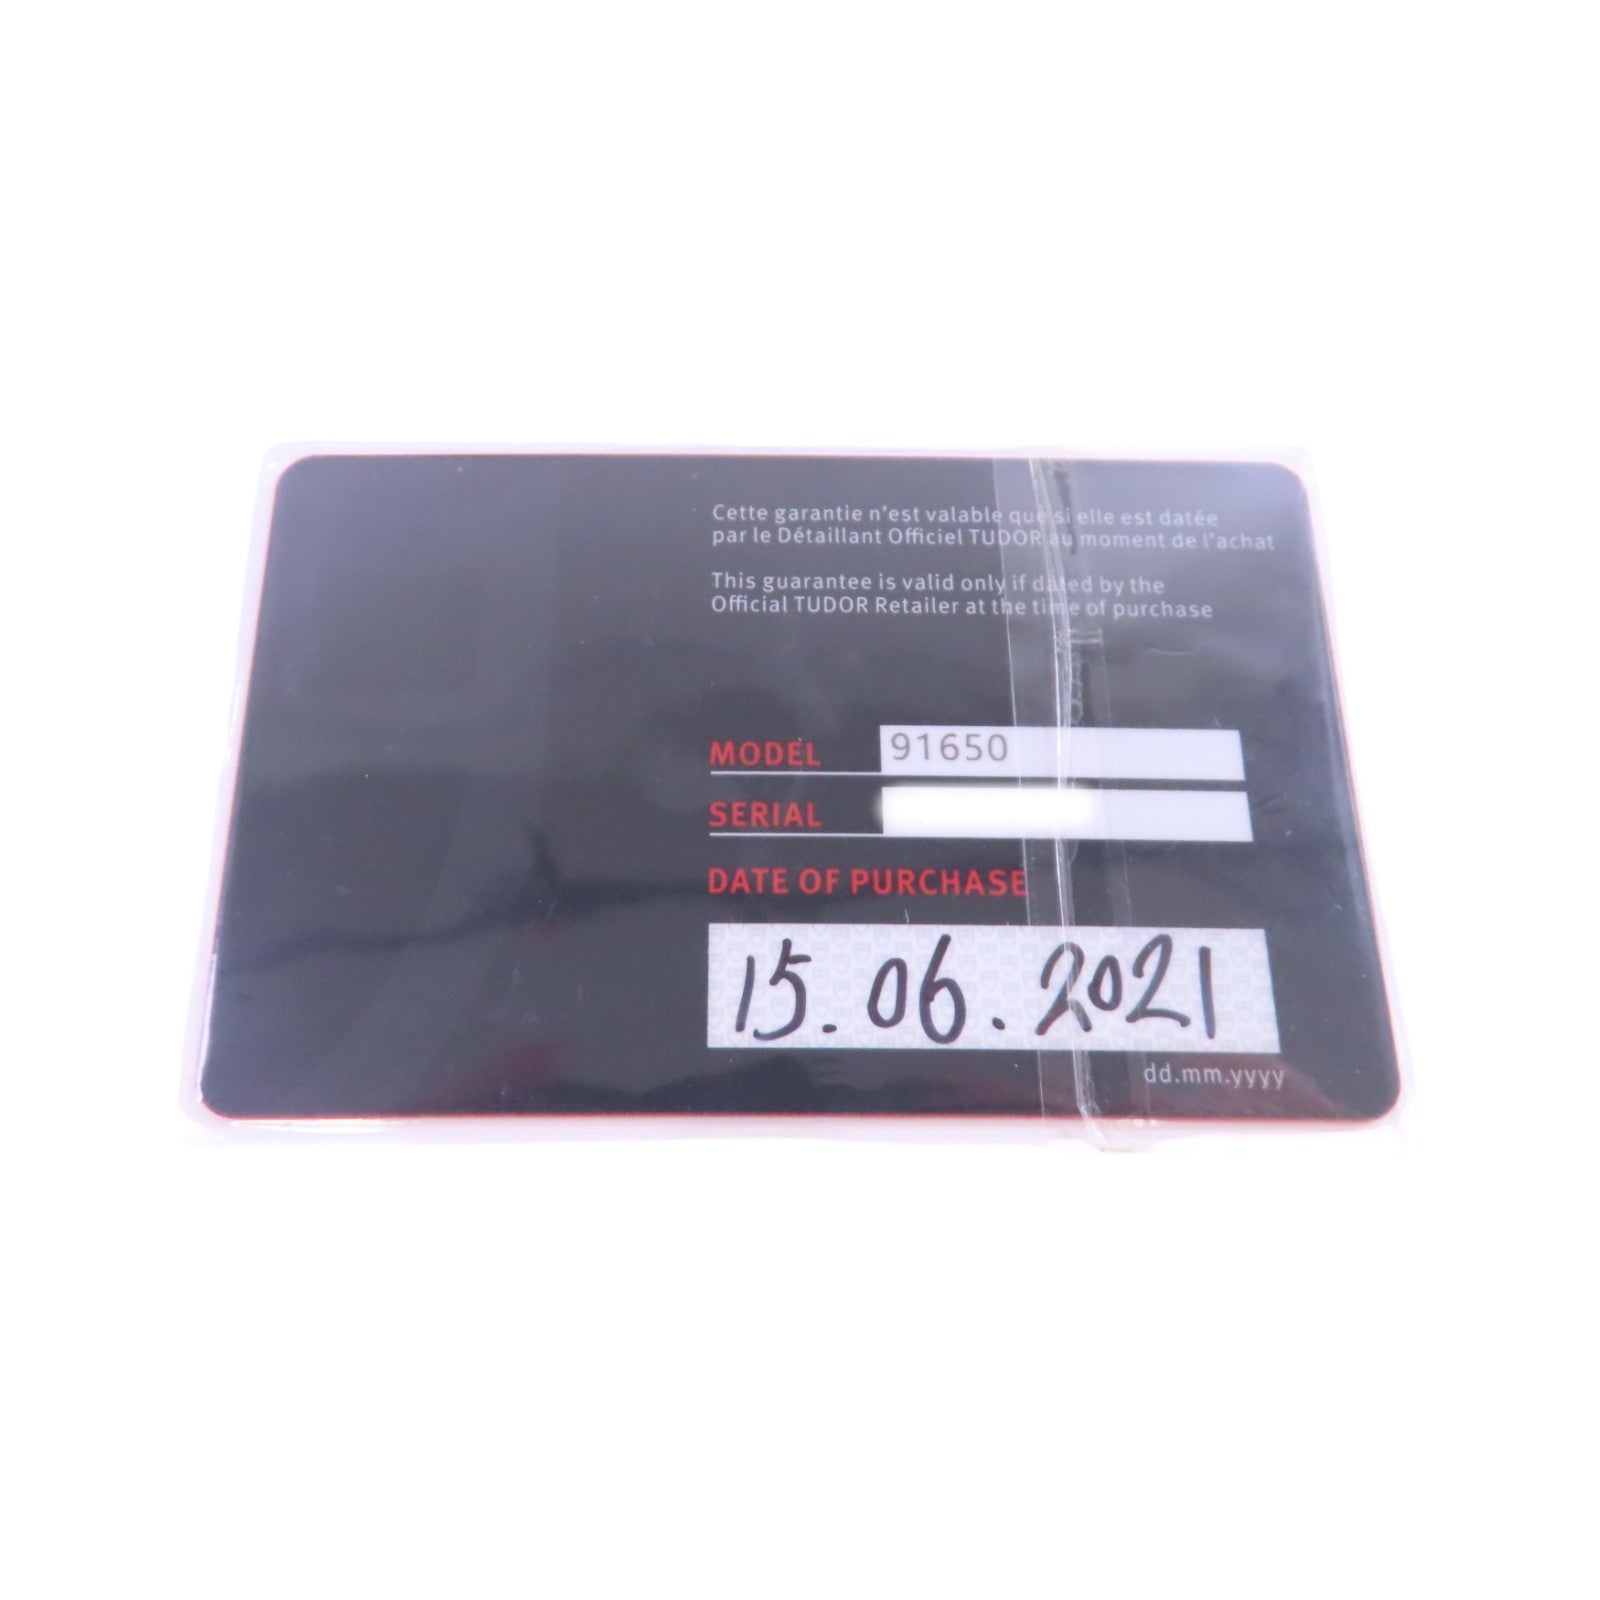 Cette garantie n'est valable que si elle est datée
par le Détaillant Officiel TUDOR au moment de l'achat
This guarantee is valid only if dated by the
Official TUDOR Retailer at the time of purchase
MODEL 91650
SERIAL
DATE OF PURCHASE
15.06.2021
dd.mm.yyyy